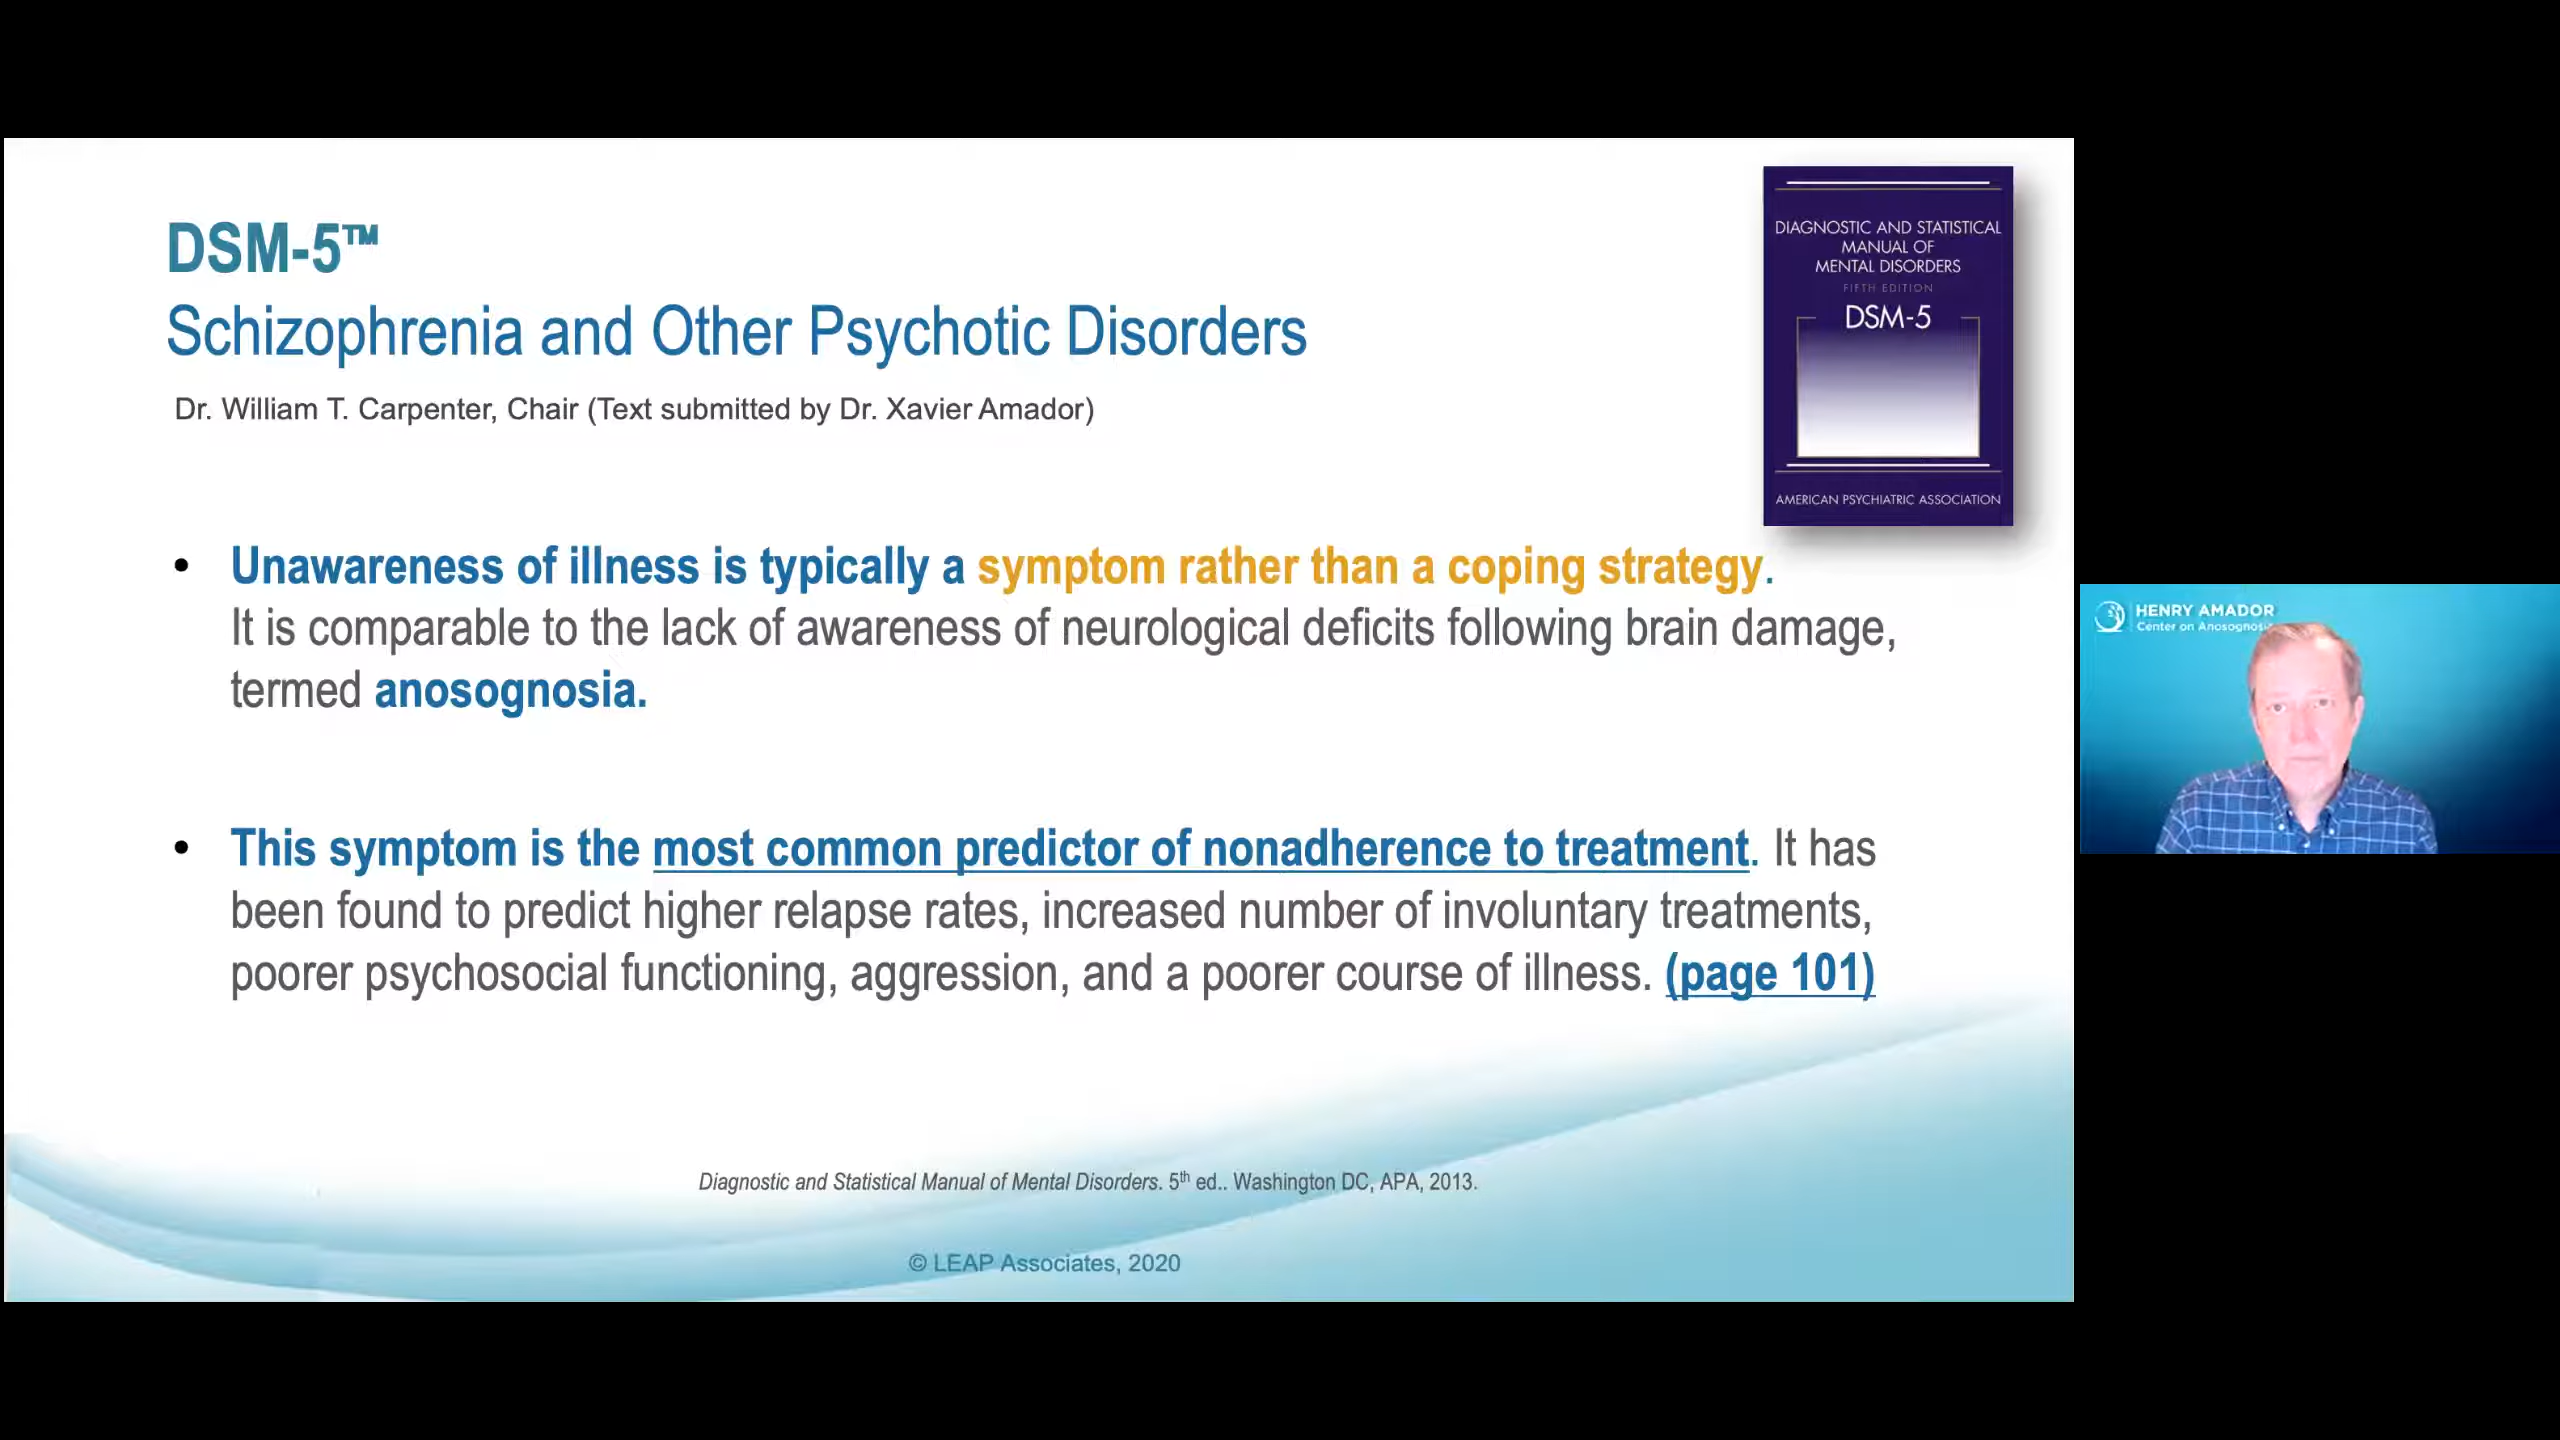 DSM-5™
Schizophrenia and Other Psychotic Disorders
Dr. William T. Carpenter, Chair (Text submitted by Dr. Xavier Amador)
DIAGNOSTIC AND STATISTICAL
MANUAL OF
MENTAL DISORDERS
FIFTH EDITION
DSM-5
AMERICAN PSYCHIATRIC ASSOCIATION
• Unawareness of illness is typically a symptom rather than a coping strategy.
It is comparable to the lack of awareness of neurological deficits following brain damage,
termed anosognosia.
• This symptom is the most common predictor of nonadherence to treatment. It has
been found to predict higher relapse rates, increased number of involuntary treatments,
poorer psychosocial functioning, aggression, and a poorer course of illness. (page 101)
Diagnostic and Statistical Manual of Mental Disorders. 5th ed.. Washington DC, APA, 2013.
© LEAP Associates, 2020
HENRY AMADOR
Center on Anosognosi